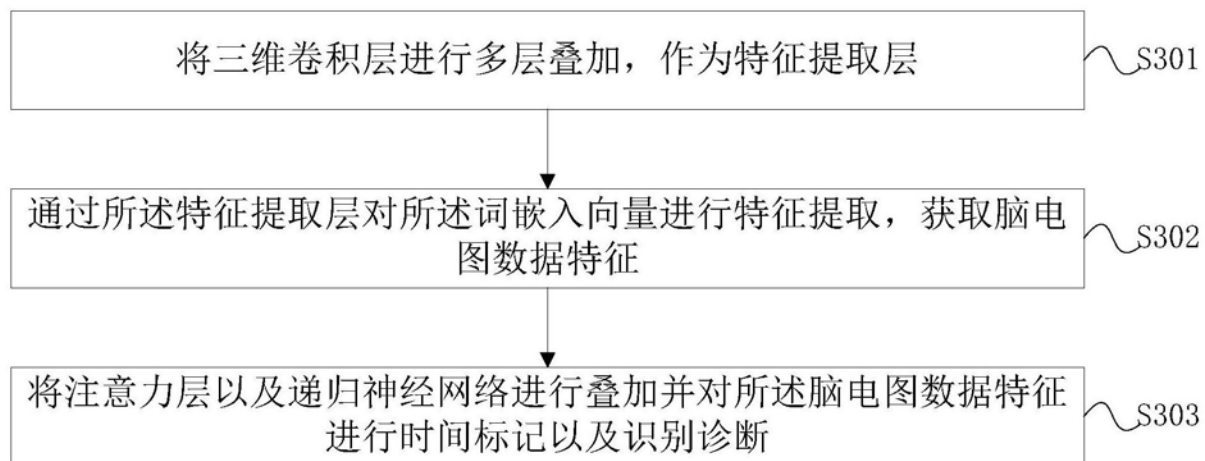 将三维卷积层进行多层叠加，作为特征提取层
S301
通过所述特征提取层对所述词嵌入向量进行特征提取，获取脑电
图数据特征
S302
将注意力层以及递归神经网络进行叠加并对所述脑电图数据特征
进行时间标记以及识别诊断
S303